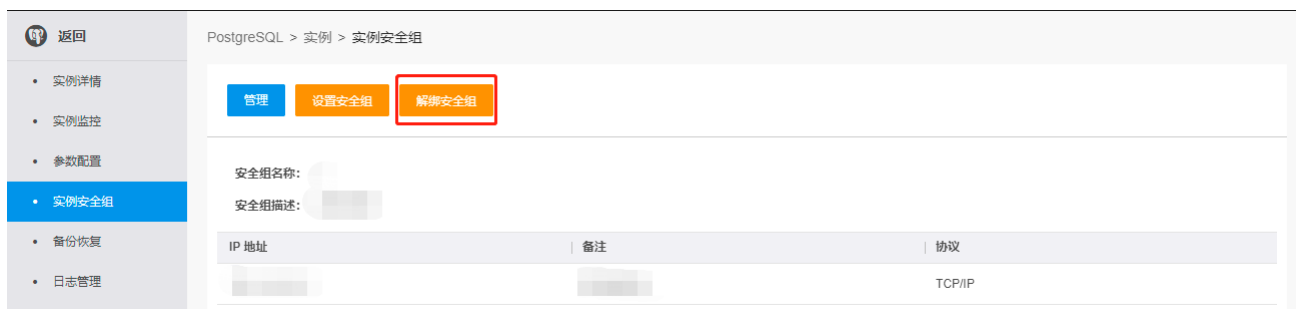 返回
PostgreSQL > 实例 > 实例安全组
实例详情
实例监控
参数配置
实例安全组
备份恢复
日志管理
管理 设置安全组 解绑安全组
安全组名称:
安全组描述:
IP 地址 备注 协议
TCP/IP